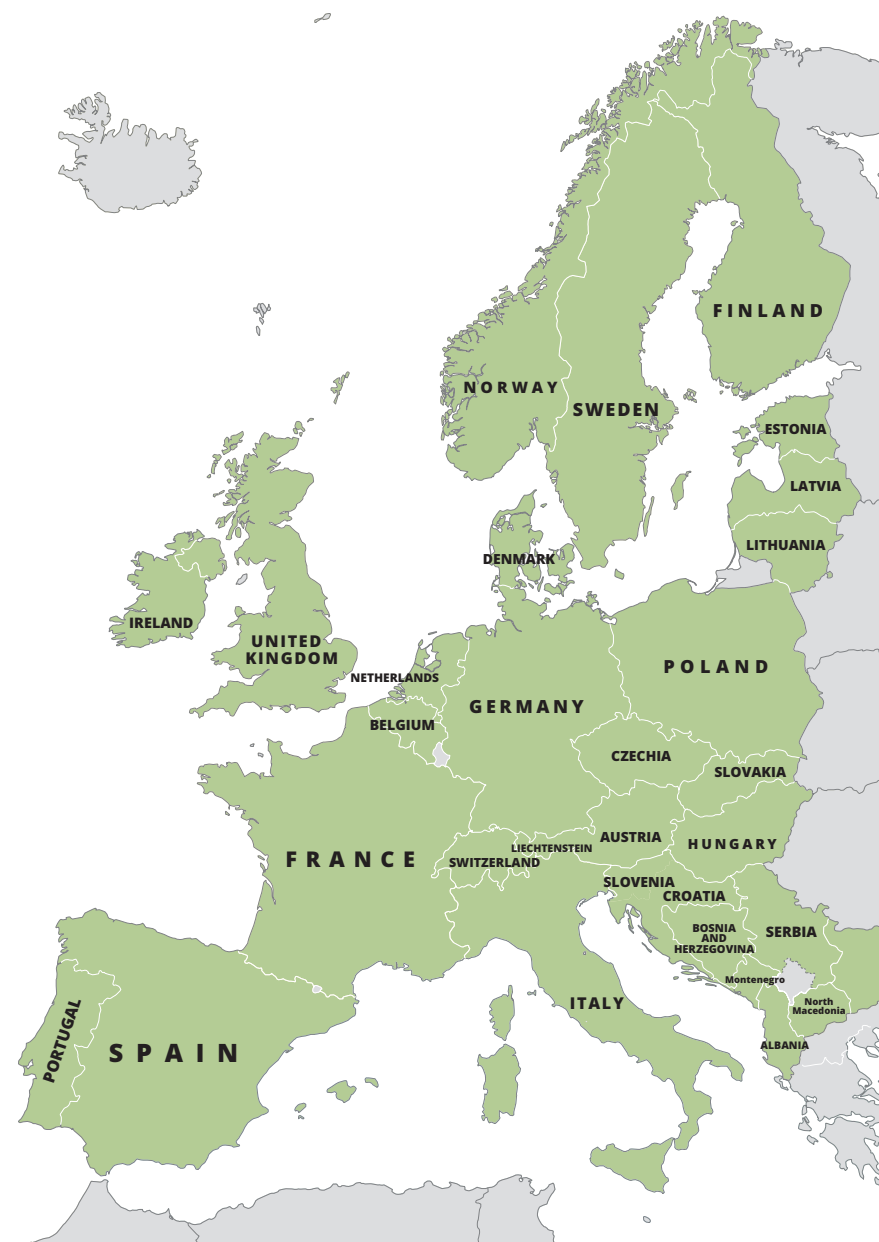 FINLAND
NORWAY
SWEDEN
ESTONIA
LATVIA
LITHUANIA
DENMARK
IRELAND
UNITED
KINGDOM
POLAND
NETHERLANDS
GERMANY
BELGIUM
CZECHIA
SLOVAKIA
AUSTRIA
HUNGARY
LIECHTENSTEIN
FRANCE
SWITZERLAND
SLOVENIA
CROATIA
BOSNIA
AND
HERZEGOVINA
SERBIA
Montenegro
ITALY
North
Macedonia
PORTUGAL
SPAIN
ALBANIA